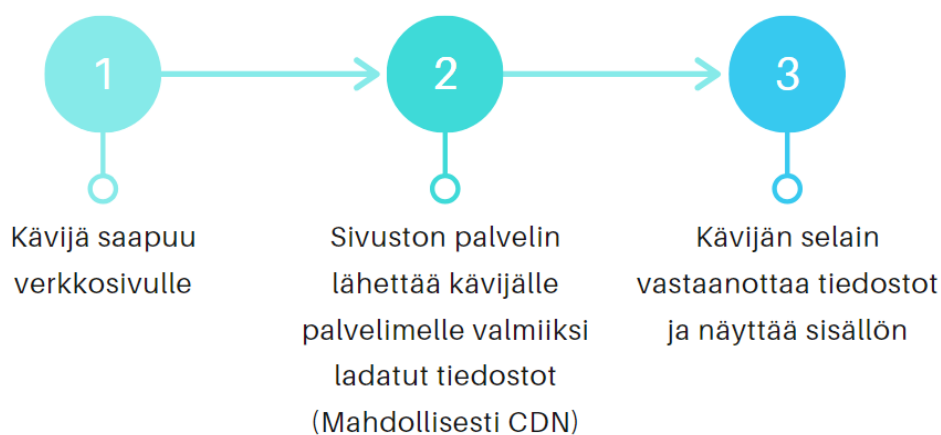 1
2
3
Kävijä saapuu
verkkosivulle
Sivuston palvelin
lähettää kävijälle
palvelimelle valmiiksi
ladatut tiedostot
(Mahdollisesti CDN)
Kävijän selain
vastaanottaa tiedostot
ja näyttää sisällön